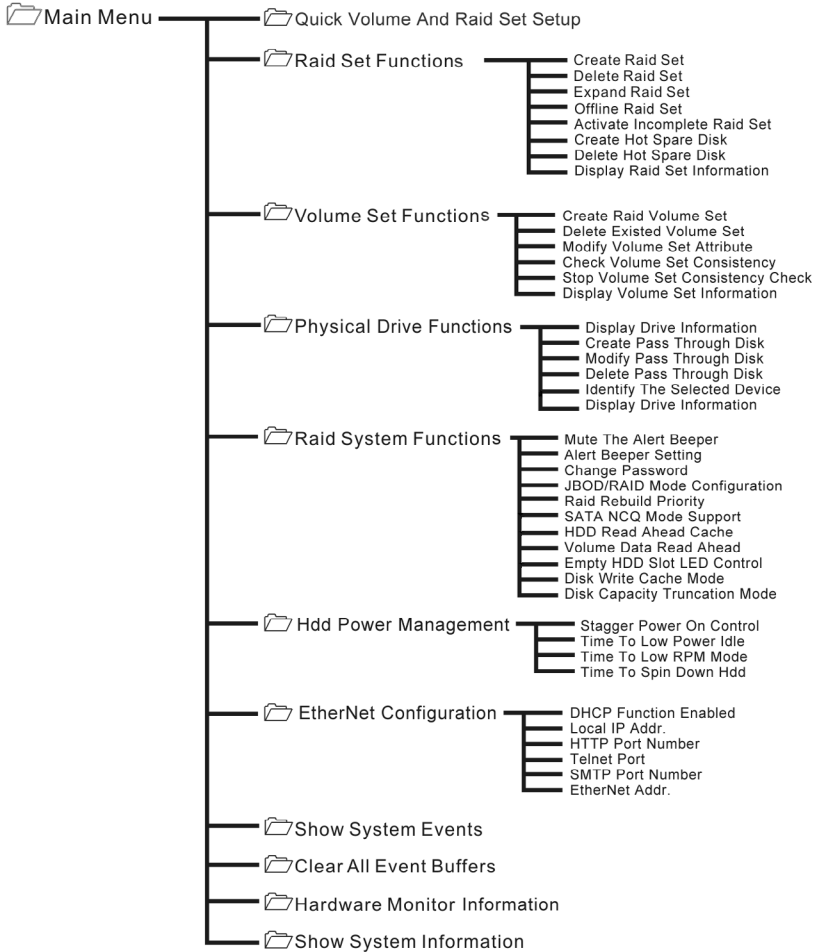 Main Menu
Quick Volume And Raid Set Setup
Raid Set Functions
Create Raid Set
Delete Raid Set
Expand Raid Set
Offline Raid Set
Activate Incomplete Raid Set
Create Hot Spare Disk
Delete Hot Spare Disk
Display Raid Set Information
Volume Set Functions
Create Raid Volume Set
Delete Existed Volume Set
Modify Volume Set Attribute
Check Volume Set Consistency
Stop Volume Set Consistency Check
Display Volume Set Information
Physical Drive Functions
Display Drive Information
Create Pass Through Disk
Modify Pass Through Disk
Delete Pass Through Disk
Identify The Selected Device
Display Drive Information
Raid System Functions
Mute The Alert Beeper
Alert Beeper Setting
Change Password
JBOD/RAID Mode Configuration
Raid Rebuild Priority
SATA NCQ Mode Support
HDD Read Ahead Cache
Volume Data Read Ahead
Empty HDD Slot LED Control
Disk Write Cache Mode
Disk Capacity Truncation Mode
Hdd Power Management
Stagger Power On Control
Time To Low Power Idle
Time To Low RPM Mode
Time To Spin Down Hdd
EtherNet Configuration
DHCP Function Enabled
Local IP Addr.
HTTP Port Number
Telnet Port
SMTP Port Number
EtherNet Addr.
Show System Events
Clear All Event Buffers
Hardware Monitor Information
Show System Information